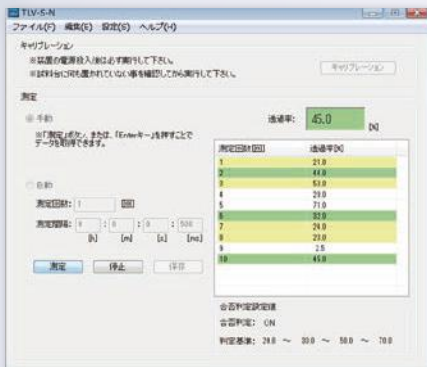 TLV-S-N
ファイル(F) 編集(E) 設定(S) ヘルプ(H)
キャリブレーション
※装置の電源投入後は必ず実行して下さい。
※試料台に何も置かれていない事を確認してから実行して下さい。
キャリブレーション
測定
手動
※「測定」ボタン、または、「Enterキー」を押すことで
データを取得できます。
透過率: 45.0 [%]
測定回数[回] 透過率[%]
1 21.0
2 44.0
3 53.0
4 20.0
5 71.0
6 32.0
7 24.0
8 23.0
9 2.5
10 45.0
自動
測定回数: 1 [回]
測定間隔: 0 : 0 : 0 : 500
[h] [m] [s] [ms]
測定 停止 保存
合否判定設定値
合否判定: ON
判定基準: 20.0 ~ 30.0 ~ 50.0 ~ 70.0